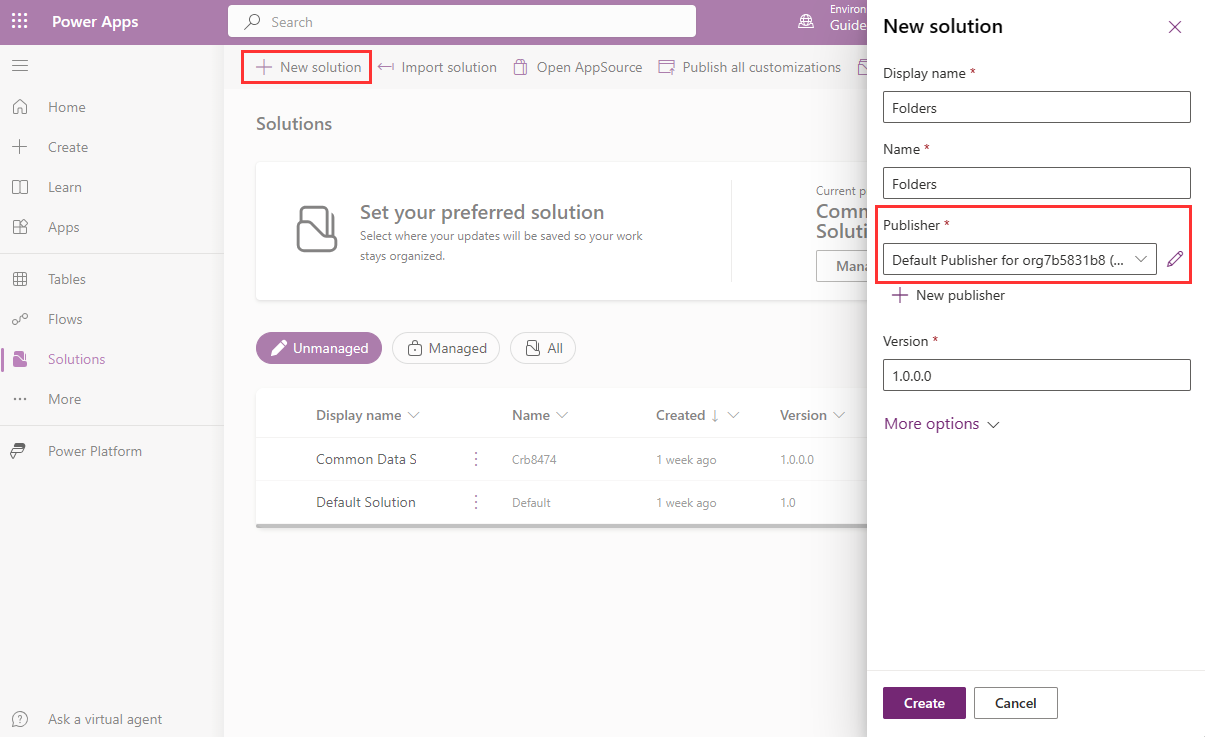 Power Apps
Search
Environ
Guide
New solution
Import solution
Open AppSource
Publish all customizations
Home
Create
Learn
Apps
Tables
Flows
Solutions
More
Power Platform
Ask a virtual agent
Solutions
Set your preferred solution
Select where your updates will be saved so your work
stays organized.
Current p
Comm
Soluti
Mana
Unmanaged
Managed
All
Display name Name Created ↓ Version
Common Data S Crb8474 1 week ago 1.0.0.0
Default Solution Default 1 week ago 1.0
New solution
Display name *
Folders
Name *
Folders
Publisher *
Default Publisher for org7b5831b8 (...
New publisher
Version *
1.0.0.0
More options
Create
Cancel